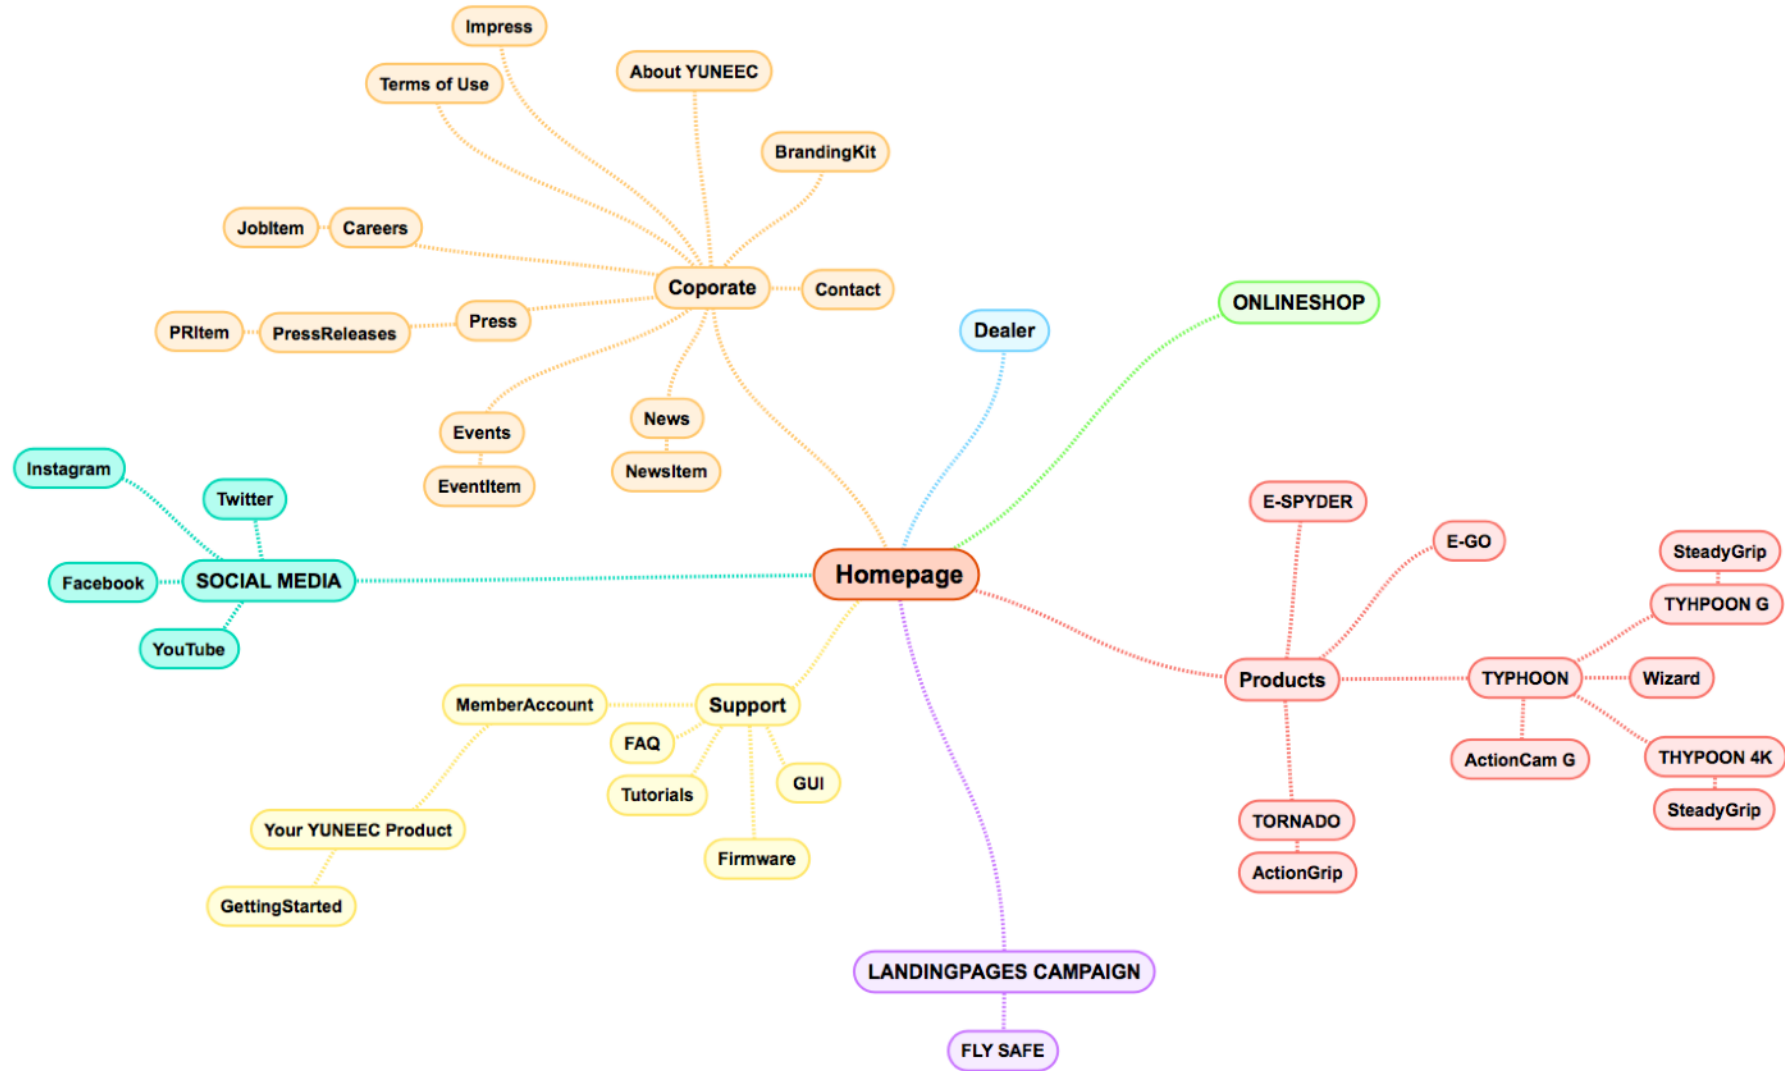 Impress
Terms of Use
About YUNEEC
BrandingKit
JobItem
Careers
Coporate
Contact
PRItem
PressReleases
Press
Dealer
ONLINESHOP
Events
News
EventItem
NewsItem
Instagram
Twitter
Facebook
SOCIAL MEDIA
YouTube
Homepage
E-SPYDER
E-GO
SteadyGrip
TYHPOON G
Products
TYPHOON
Wizard
ActionCam G
THYPOON 4K
SteadyGrip
TORNADO
ActionGrip
MemberAccount
Support
FAQ
Tutorials
GUI
Firmware
Your YUNEEC Product
GettingStarted
LANDINGPAGES CAMPAIGN
FLY SAFE